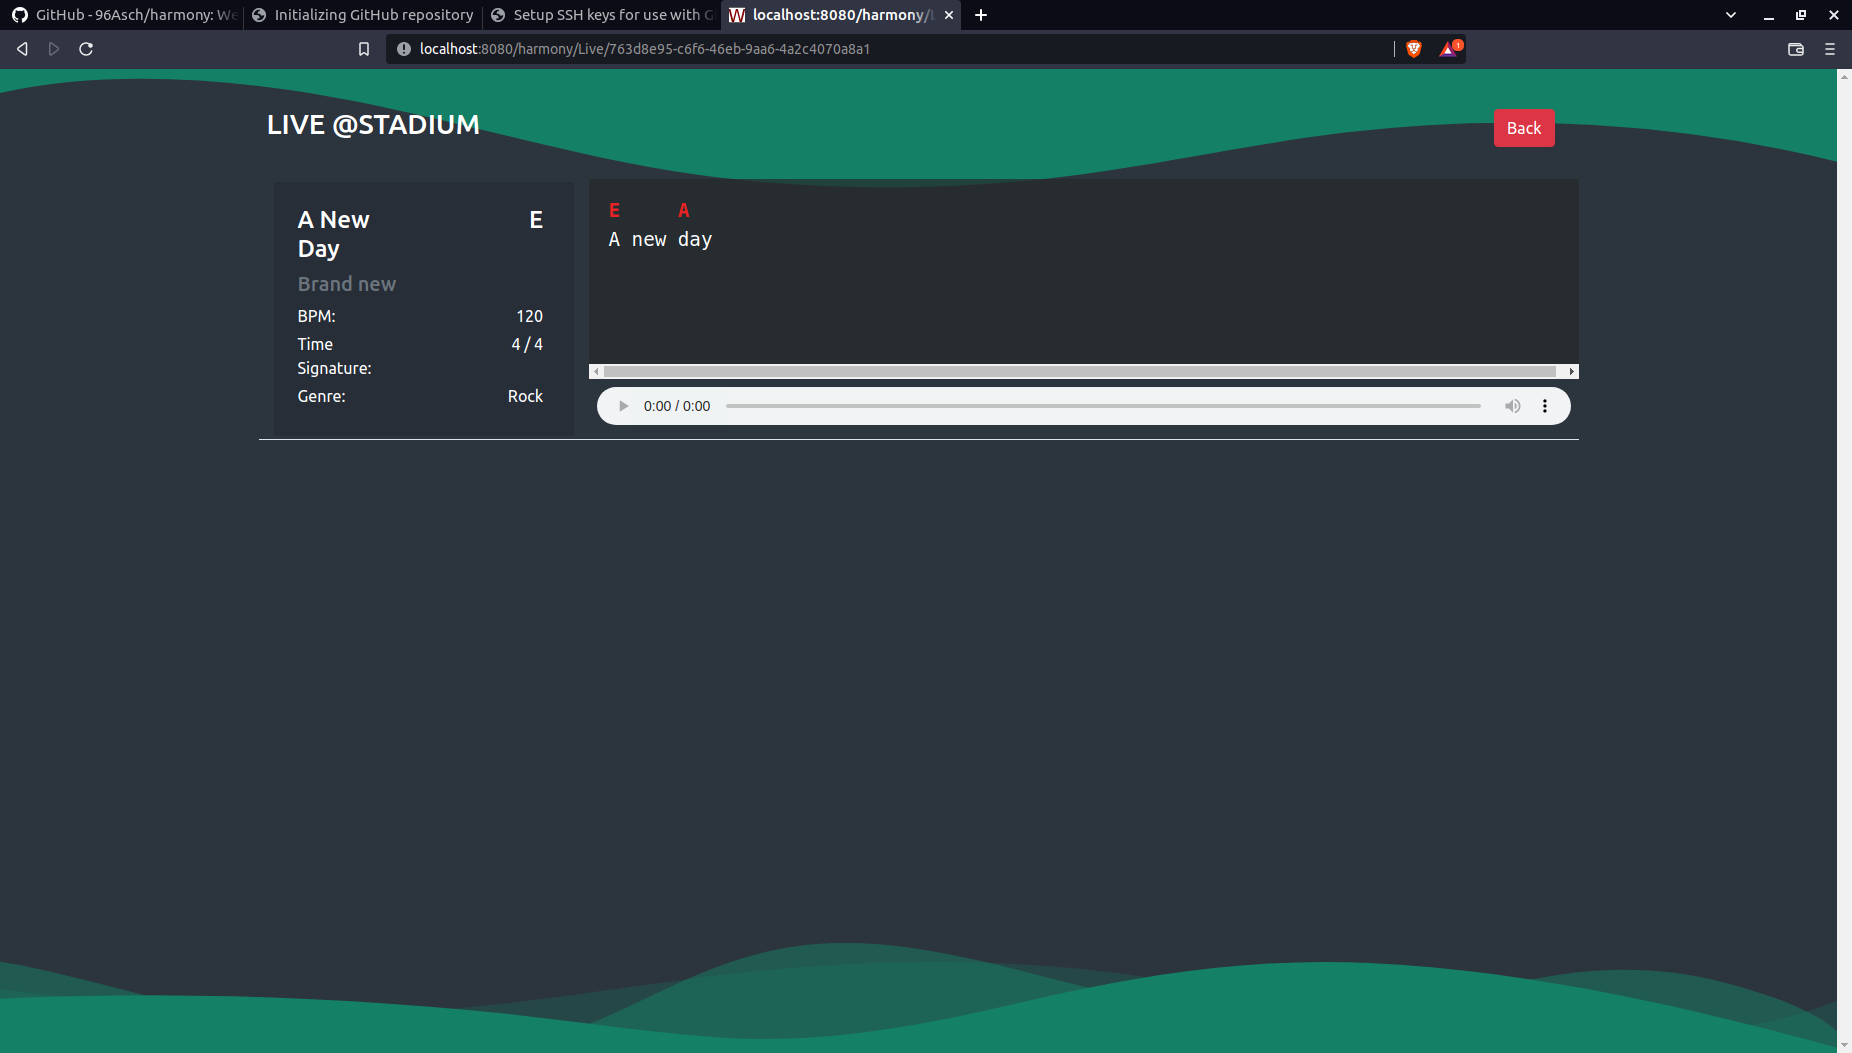 GitHub - 96Asch/harmony: We
Initializing GitHub repository
Setup SSH keys for use with G
localhost:8080/harmony/L
localhost:8080/harmony/Live/763d8e95-c6f6-46eb-9aa6-4a2c4070a8a1
1
LIVE @STADIUM
Back
A New
Day
E
Brand new
BPM: 120
Time
Signature:
4 / 4
Genre: Rock
E A
A new day
0:00 / 0:00